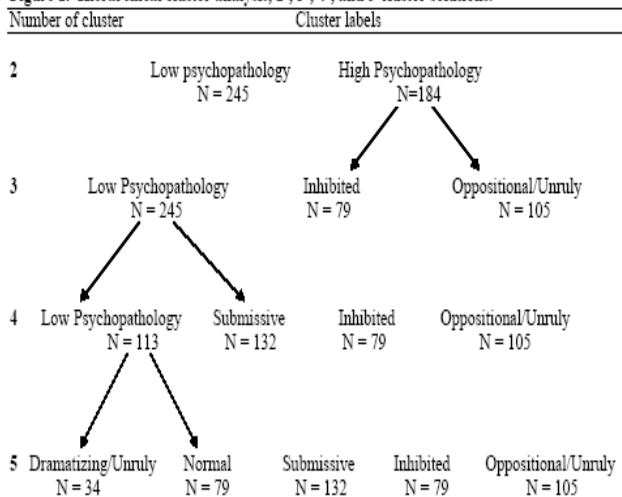 Number of cluster Cluster labels
2 Low psychopathology High Psychopathology
N = 245 N=184
3 Low Psychopathology Inhibited Oppositional/Unruly
N = 245 N = 79 N = 105
4 Low Psychopathology Submissive Inhibited Oppositional/Unruly
N = 113 N = 132 N = 79 N = 105
5 Dramatizing/Unruly Normal Submissive Inhibited Oppositional/Unruly
N = 34 N = 79 N = 132 N = 79 N = 105